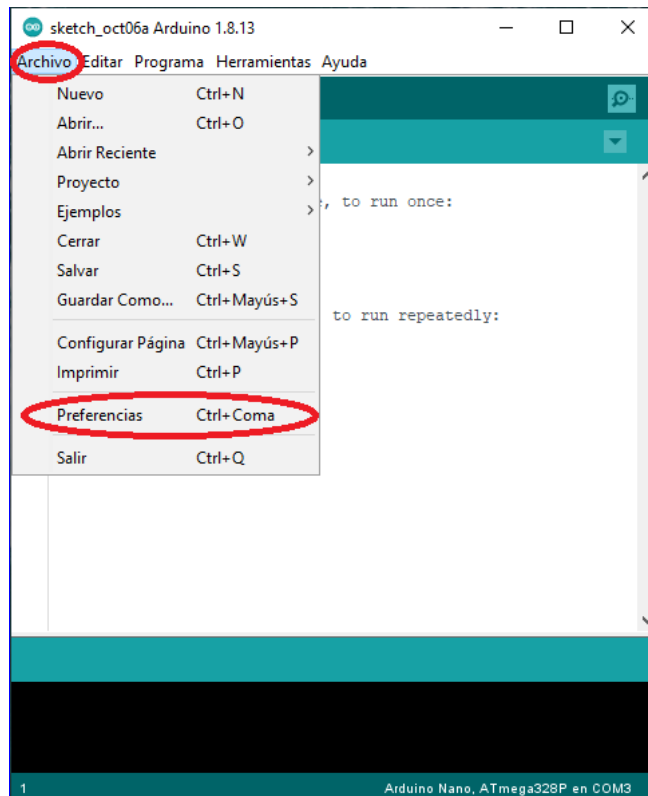 sketch_oct06a Arduino 1.8.13
Archivo Editar Programa Herramientas Ayuda
Nuevo Ctrl+N
Abrir... Ctrl+O
Abrir Reciente
Proyecto
Ejemplos
, to run once:
Cerrar Ctrl+W
Salvar Ctrl+S
Guardar Como... Ctrl+Mayús+S
to run repeatedly:
Configurar Página Ctrl+Mayús+P
Imprimir Ctrl+P
Preferencias Ctrl+Coma
Salir Ctrl+Q
1 Arduino Nano, ATmega328P en COM3